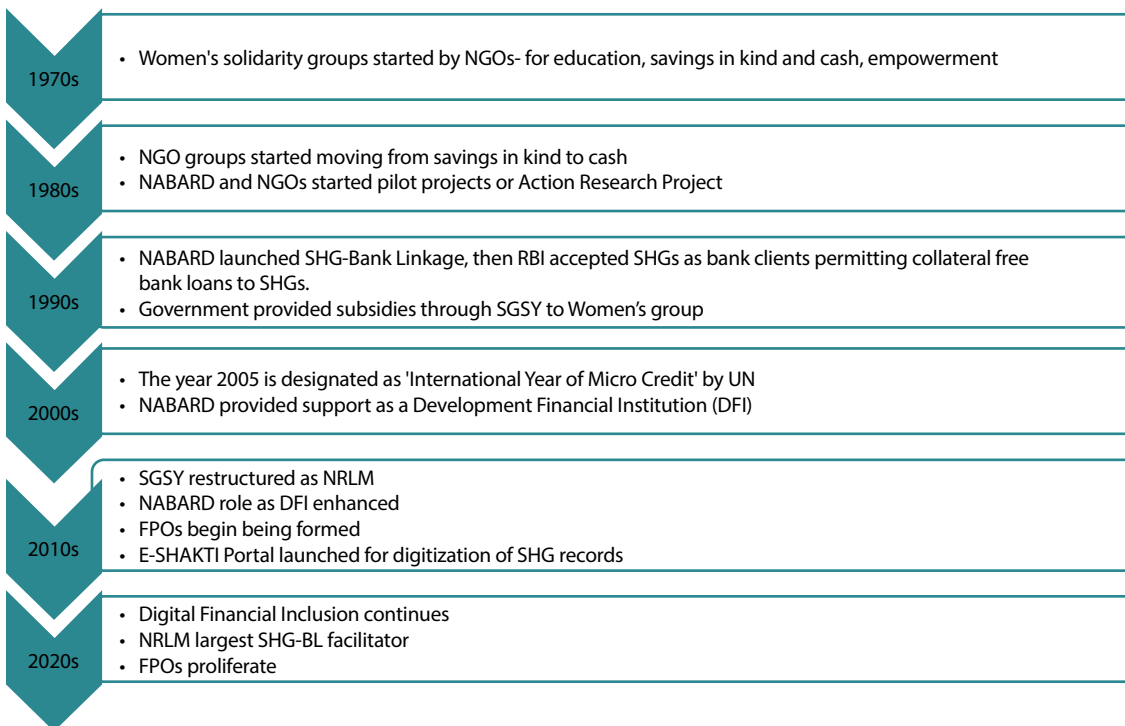 1970s
• Women's solidarity groups started by NGOs- for education, savings in kind and cash, empowerment
1980s
• NGO groups started moving from savings in kind to cash
• NABARD and NGOs started pilot projects or Action Research Project
1990s
• NABARD launched SHG-Bank Linkage, then RBI accepted SHGs as bank clients permitting collateral free
bank loans to SHGs.
• Government provided subsidies through SGSY to Women’s group
2000s
• The year 2005 is designated as 'International Year of Micro Credit' by UN
• NABARD provided support as a Development Financial Institution (DFI)
2010s
• SGSY restructured as NRLM
• NABARD role as DFI enhanced
• FPOs begin being formed
• E-SHAKTI Portal launched for digitization of SHG records
2020s
• Digital Financial Inclusion continues
• NRLM largest SHG-BL facilitator
• FPOs proliferate